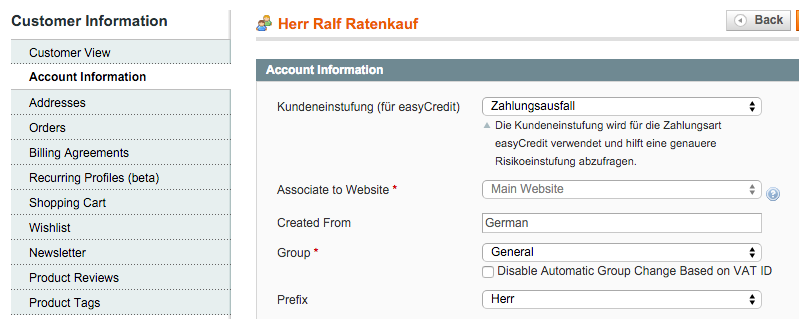 Customer Information
Customer View
Account Information
Addresses
Orders
Billing Agreements
Recurring Profiles (beta)
Shopping Cart
Wishlist
Newsletter
Product Reviews
Product Tags
Herr Ralf Ratenkauf
Back
Account Information
Kundeneinstufung (für easyCredit)
Zahlungsausfall
Die Kundeneinstufung wird für die Zahlungsart
easyCredit verwendet und hilft eine genauere
Risikoeinstufung abzufragen.
Associate to Website *
Main Website
Created From
German
Group *
General
Disable Automatic Group Change Based on VAT ID
Prefix
Herr